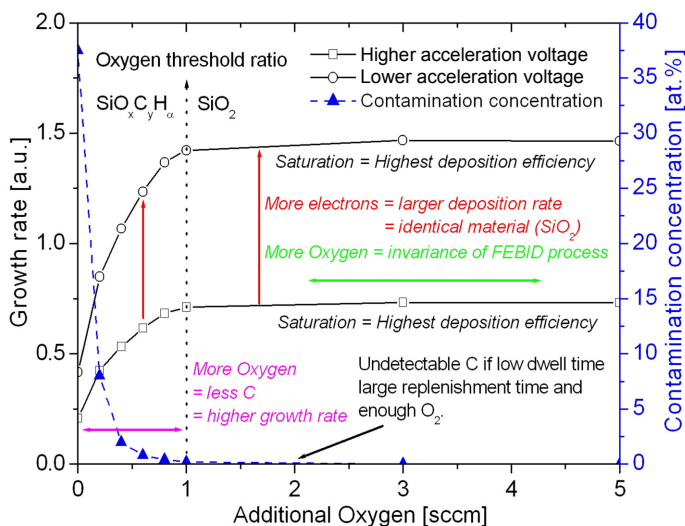 2.0
1.5
1.0
0.5
0.0
Growth rate [a.u.]
40
35
30
25
20
15
10
5
0
Contamination concentration [at.%]
0
1
2
3
4
5
Additional Oxygen [sccm]
Oxygen threshold ratio
SiOₓCᵧHα
SiO₂
Higher acceleration voltage
Lower acceleration voltage
Contamination concentration
Saturation = Highest deposition efficiency
More electrons = larger deposition rate
= identical material (SiO₂)
More Oxygen = invariance of FEBID process
Saturation = Highest deposition efficiency
More Oxygen
= less C
= higher growth rate
Undetectable C if low dwell time
large replenishment time and
enough O₂.